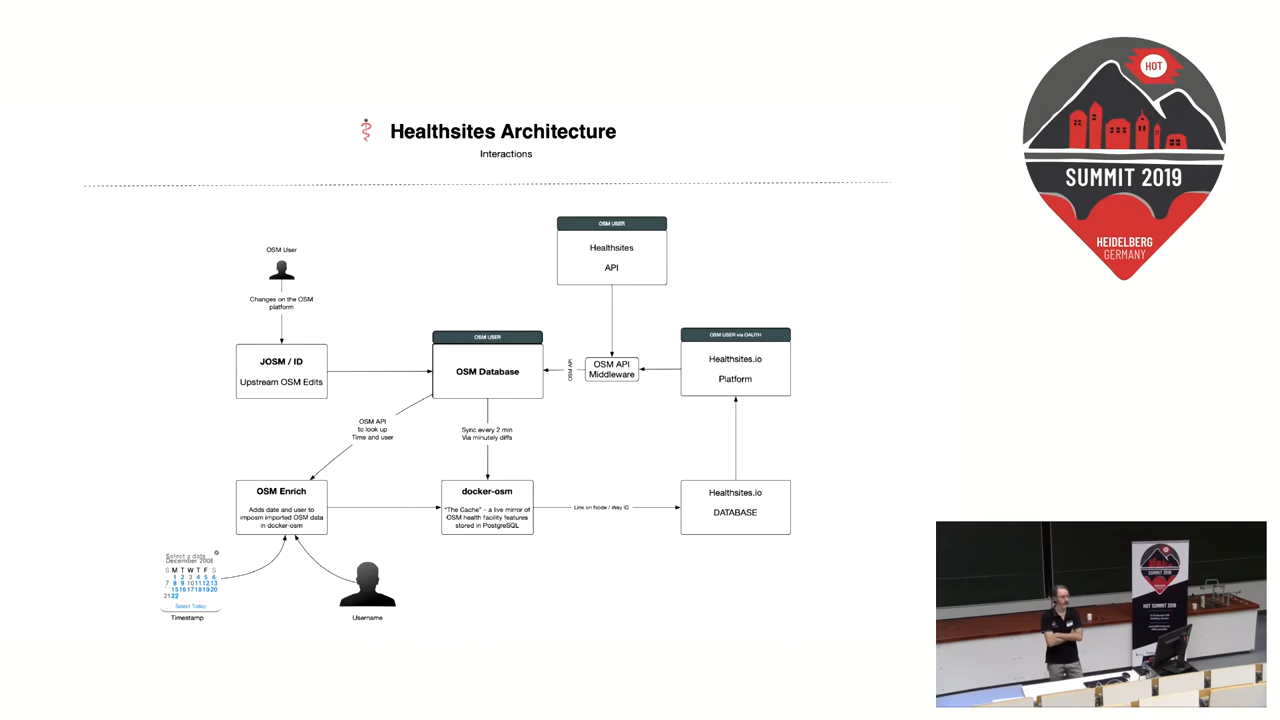 Healthsites Architecture
Interactions
OSM User
Changes on the OSM
platform
JOSM / ID
Upstream OSM Edits
OSM USER
OSM Database
OSM USER
Healthsites
API
OSM API
Middleware
OSM API
OSM USER via OAUTH
Healthsites.io
Platform
OSM API
to look up
Time and user
Sync every 2 min
Via minutely diffs
OSM Enrich
Adds date and user to
imposm imported OSM data
in docker-osm
docker-osm
"The Cache" - a live mirror of
OSM health facility features
stored in PostgreSQL
Link on Node / Way ID
Healthsites.io
DATABASE
Select a date
December 2008
S M T W T F S
1 2 3 4 5 6
7 8 9 10 11 12 13
15 16 17 18 19 20
21 22
Select Today
Timestamp
Username
HOT
SUMMIT 2019
HEIDELBERG
GERMANY
SUMMIT 2019
HOT SUMMIT 2019